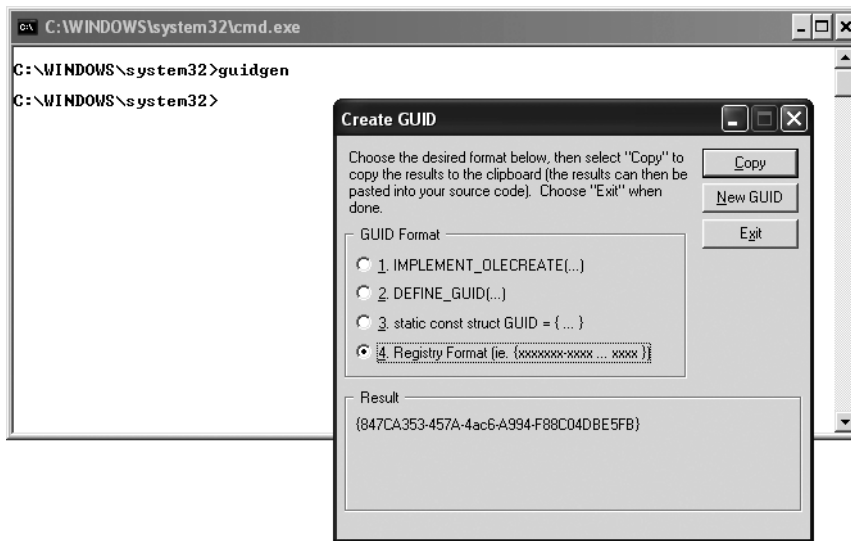 C:\WINDOWS\system32\cmd.exe
C:\WINDOWS\system32>guidgen
C:\WINDOWS\system32>
Create GUID
Choose the desired format below, then select "Copy" to
copy the results to the clipboard (the results can then be
pasted into your source code).  Choose "Exit" when
done.
Copy
New GUID
Exit
GUID Format
1. IMPLEMENT_OLECREATE(...)
2. DEFINE_GUID(...)
3. static const struct GUID = { ... }
4. Registry Format (ie. {xxxxxxx-xxxx ... xxxx })
Result
{847CA353-457A-4ac6-A994-F88C04DBE5FB}